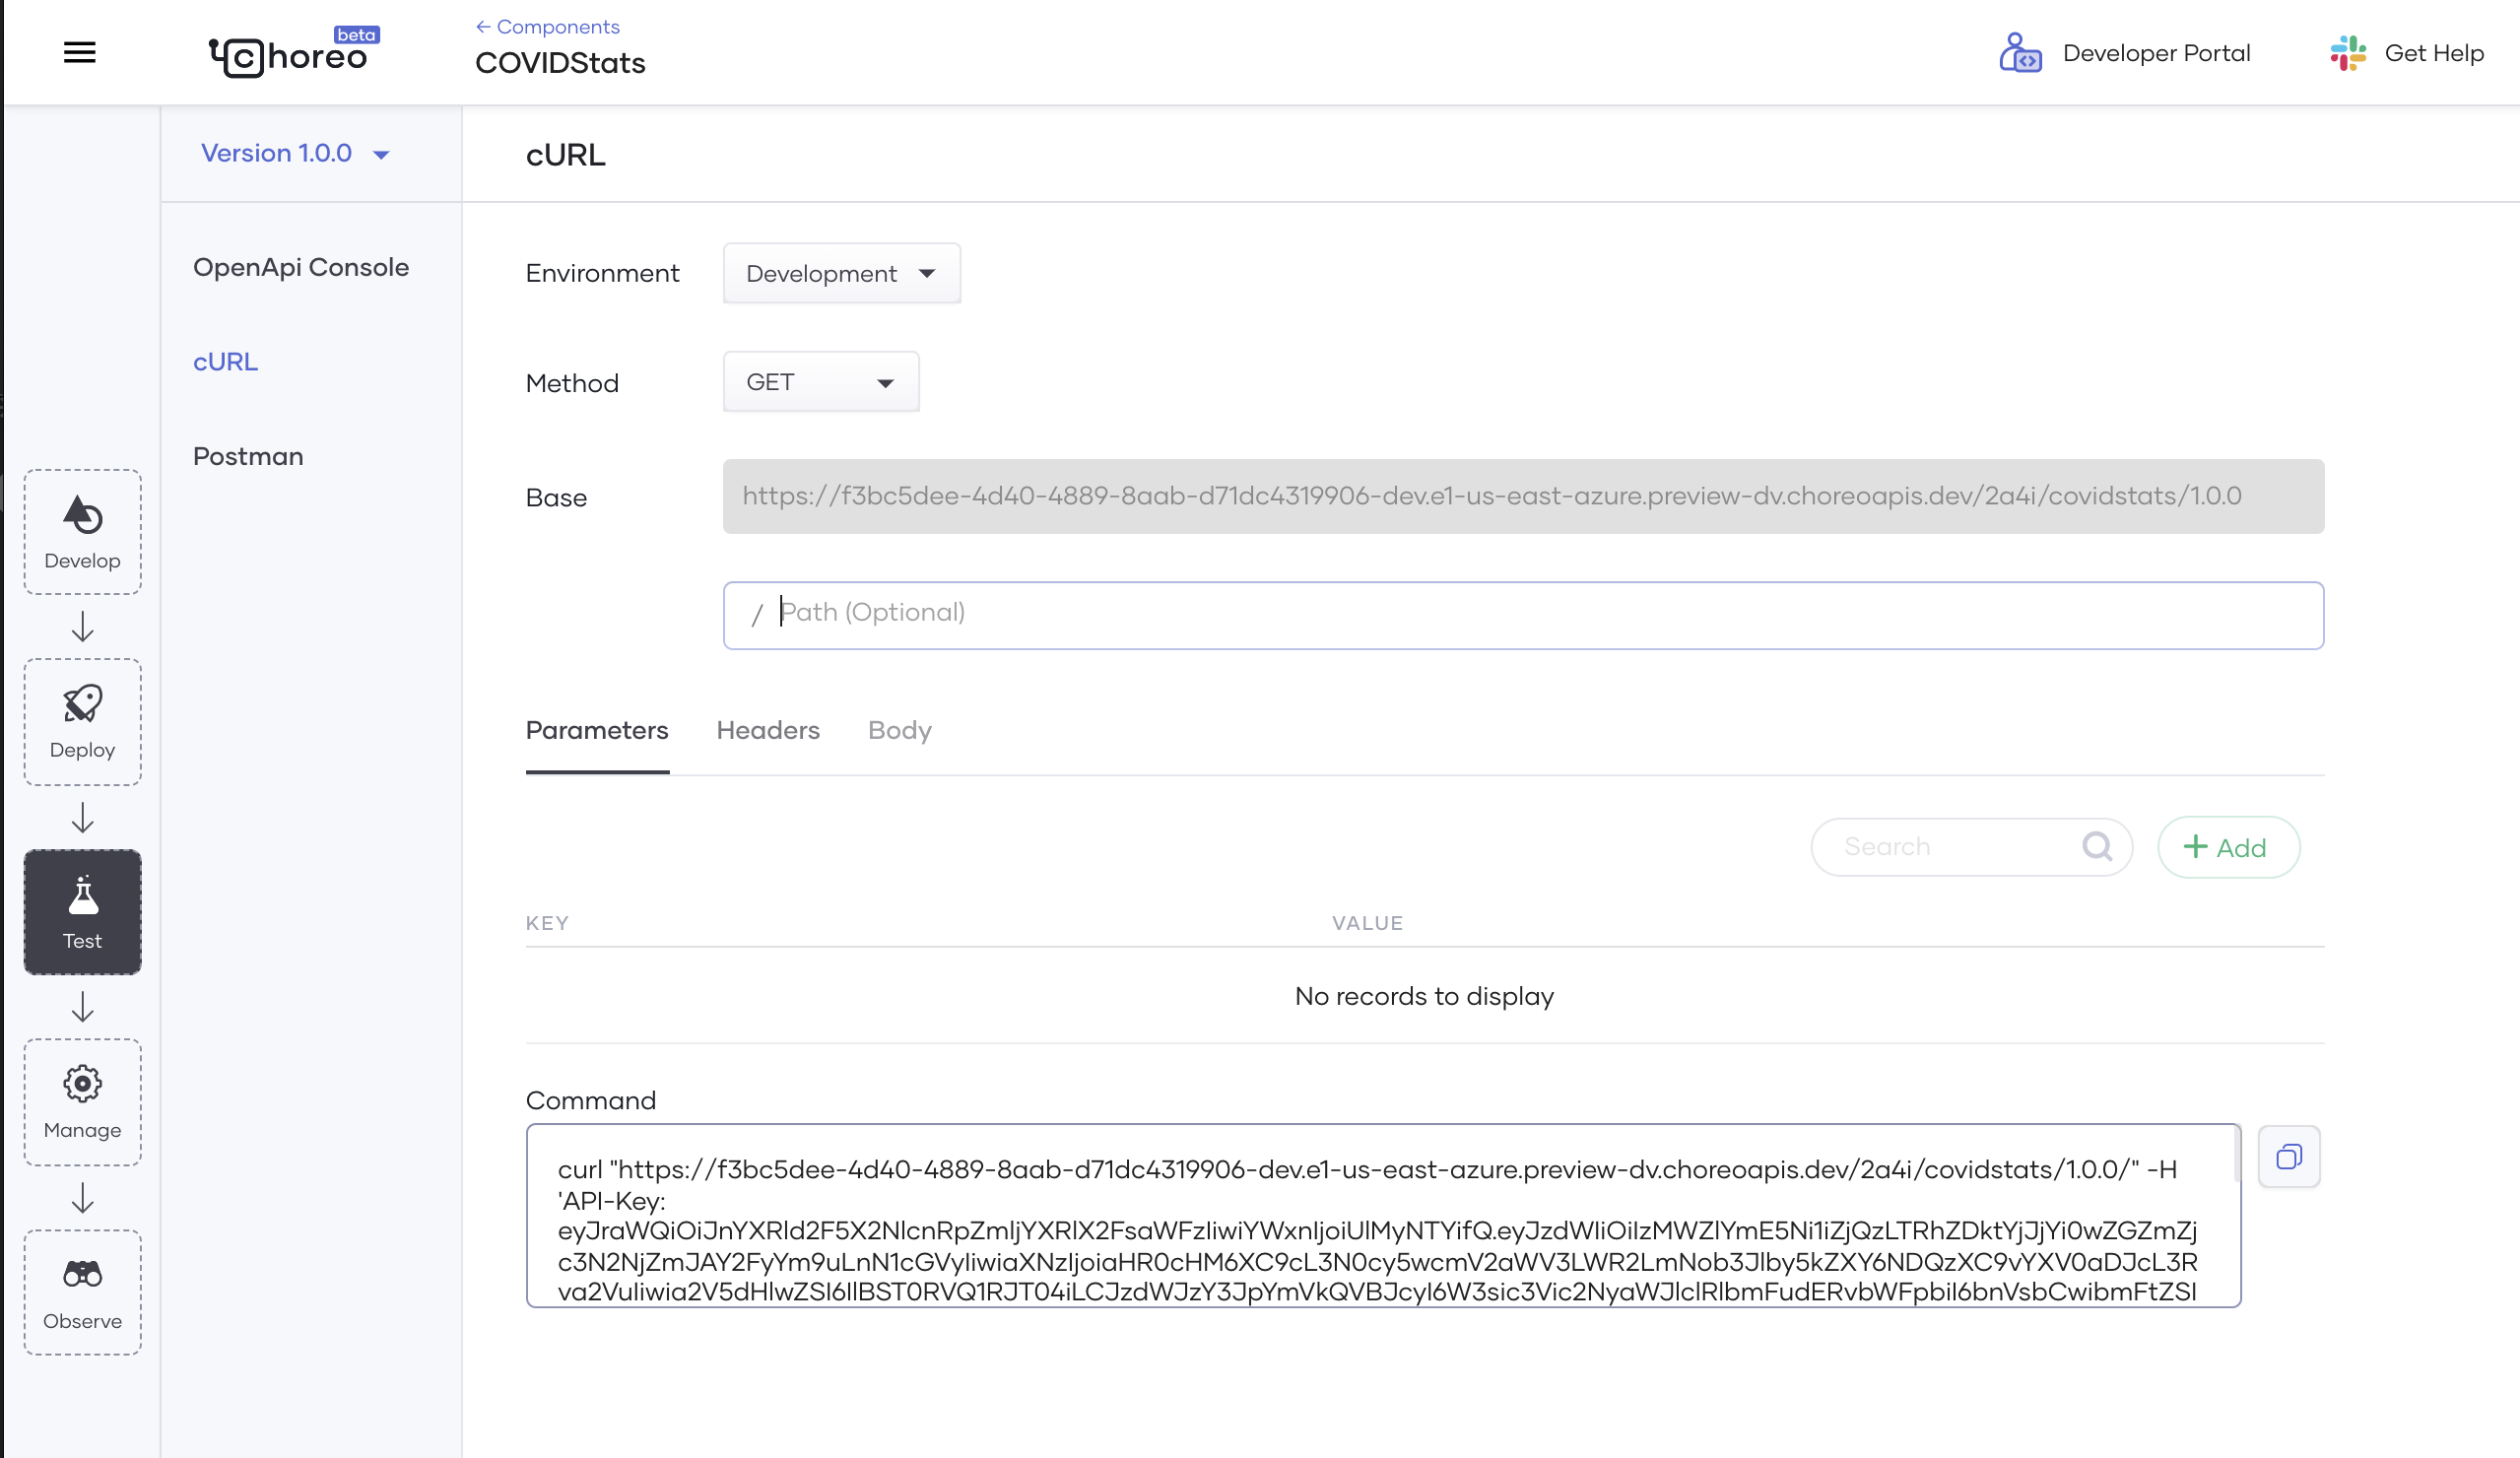 choreo beta
← Components
COVIDStats
Developer Portal
Get Help
Version 1.0.0
OpenApi Console
cURL
Postman
Develop
Deploy
Test
Manage
Observe
cURL
Environment
Development
Method
GET
Base
https://f3bc5dee-4d40-4889-8aab-d71dc4319906-dev.e1-us-east-azure.preview-dv.choreoapis.dev/2a4i/covidstats/1.0.0
/ Path (Optional)
Parameters Headers Body
Search
+ Add
KEY VALUE
No records to display
Command
curl "https://f3bc5dee-4d40-4889-8aab-d71dc4319906-dev.e1-us-east-azure.preview-dv.choreoapis.dev/2a4i/covidstats/1.0.0/" -H
'API-Key:
eyJraWQiOiJnYXRld2F5X2NlcnRpZmljYXRlX2FsaWFzIiwiYWxnIjoiUlMyNTYifQ.eyJzdWIiOiIzMWZlYmE5Ni1iZjQzLTRhZDktYjJjYi0wZGZmZj
c3N2NjZmJAY2FyYm9uLnN1cGVyIiwiaXNzIjoiaHR0cHM6XC9cL3N0cy5wcmV2aWV3LWR2LmNob3Jlby5kZXY6NDQzXC9vYXV0aDJcL3R
va2VuIiwia2V5dHlwZSI6IlBST0RVQ1RJT04iLCJzdWJzY3JpYmVkQVBJcyI6W3sic3Vic2NyaWJlclRlbmFudERvbWFpbiI6bnVsbCwibmFtZSI